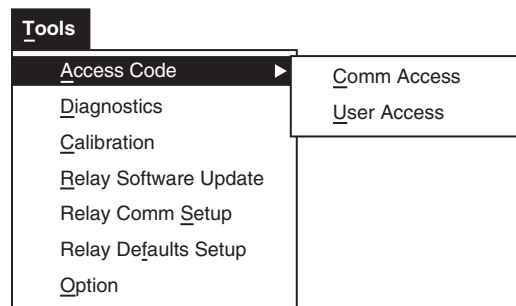 Tools
Access Code
Comm Access
User Access
Diagnostics
Calibration
Relay Software Update
Relay Comm Setup
Relay Defaults Setup
Option